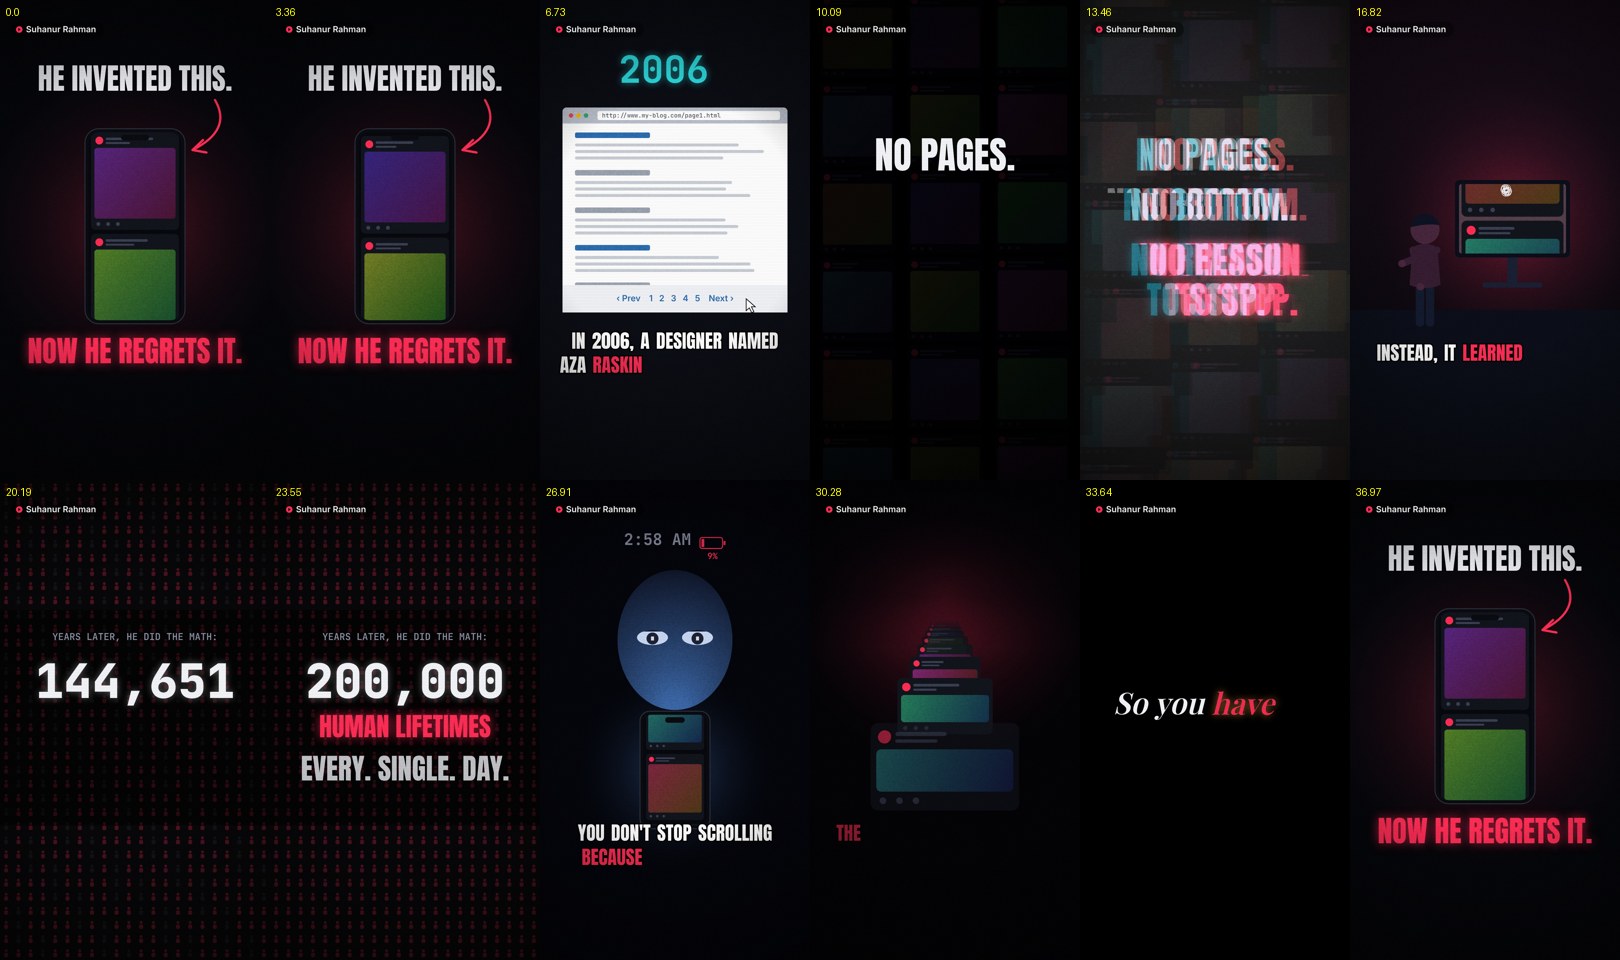 0.0
Suhanur Rahman
HE INVENTED THIS.
NOW HE REGRETS IT.
3.36
Suhanur Rahman
HE INVENTED THIS.
NOW HE REGRETS IT.
6.73
Suhanur Rahman
2006
http://www.my-blog.com/page1.html
‹ Prev 1 2 3 4 5 Next ›
IN 2006, A DESIGNER NAMED
AZA RASKIN
10.09
Suhanur Rahman
NO PAGES.
13.46
Suhanur Rahman
NO PAGES.
16.82
Suhanur Rahman
INSTEAD, IT LEARNED
20.19
Suhanur Rahman
YEARS LATER, HE DID THE MATH:
144,651
23.55
Suhanur Rahman
YEARS LATER, HE DID THE MATH:
200,000
HUMAN LIFETIMES
EVERY. SINGLE. DAY.
26.91
Suhanur Rahman
2:58 AM
9%
YOU DON'T STOP SCROLLING
BECAUSE
30.28
Suhanur Rahman
THE
33.64
Suhanur Rahman
So you have
36.97
Suhanur Rahman
HE INVENTED THIS.
NOW HE REGRETS IT.